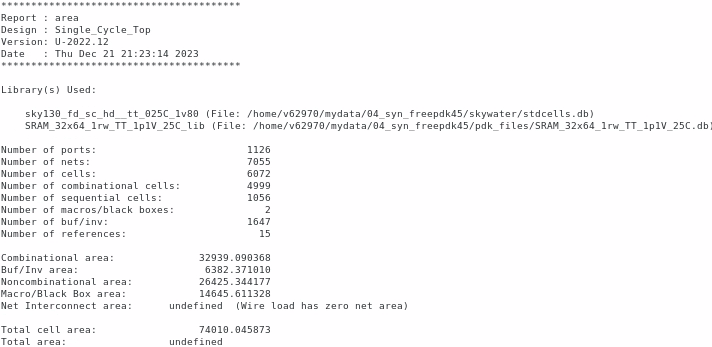 ****************************************
Report : area
Design : Single_Cycle_Top
Version: U-2022.12
Date   : Thu Dec 21 21:23:14 2023
****************************************

Library(s) Used:

    sky130_fd_sc_hd__tt_025C_1v80 (File: /home/v62970/mydata/04_syn_freepdk45/skywater/stdcells.db)
    SRAM_32x64_1rw_TT_1p1V_25C_lib (File: /home/v62970/mydata/04_syn_freepdk45/pdk_files/SRAM_32x64_1rw_TT_1p1V_25C.db)

Number of ports:                         1126
Number of nets:                          7055
Number of cells:                         6072
Number of combinational cells:           4999
Number of sequential cells:              1056
Number of macros/black boxes:               2
Number of buf/inv:                       1647
Number of references:                      15

Combinational area:              32939.090368
Buf/Inv area:                     6382.371010
Noncombinational area:           26425.344177
Macro/Black Box area:            14645.611328
Net Interconnect area:      undefined  (Wire load has zero net area)

Total cell area:                 74010.045873
Total area:                 undefined